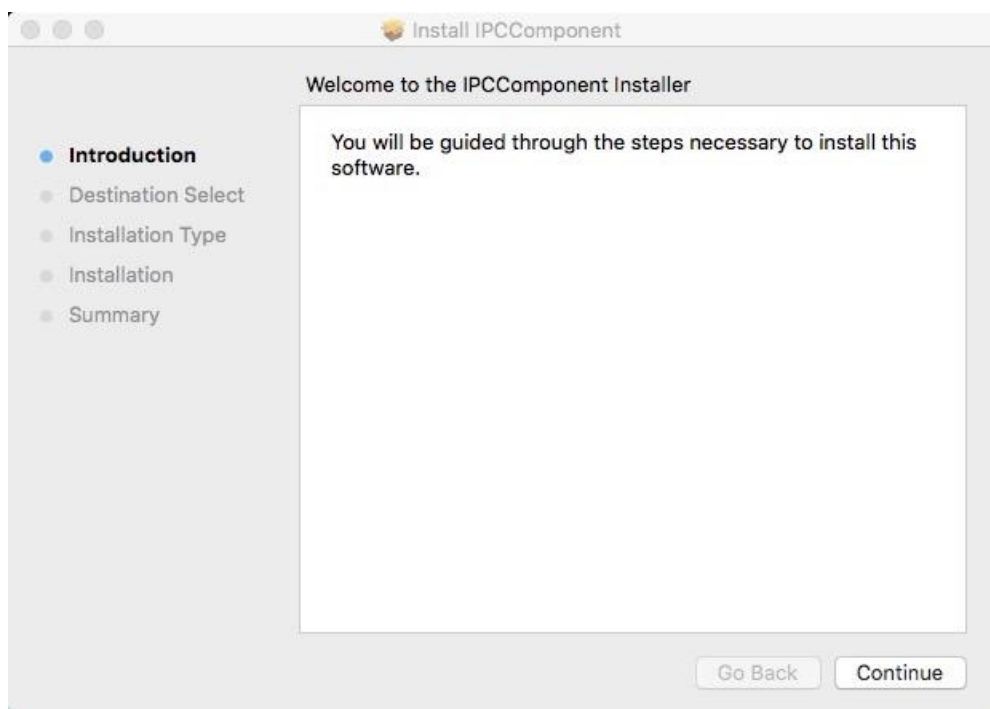 Install IPCComponent
Welcome to the IPCComponent Installer
Introduction
Destination Select
Installation Type
Installation
Summary
You will be guided through the steps necessary to install this
software.
Go Back
Continue